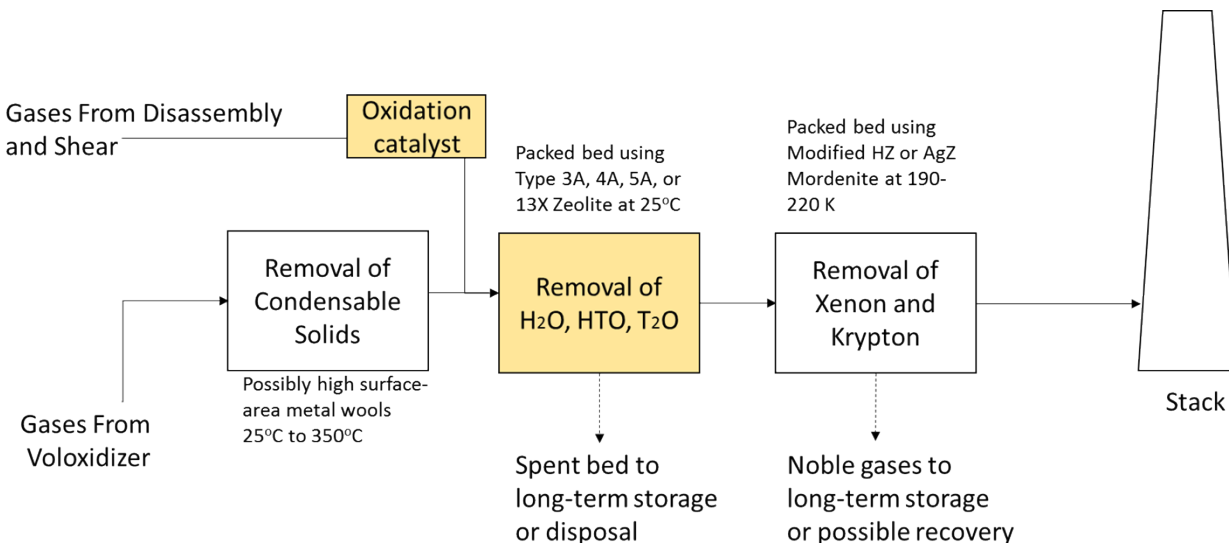 Gases From Disassembly
and Shear
Oxidation
catalyst
Packed bed using
Type 3A, 4A, 5A, or
13X Zeolite at 25°C
Packed bed using
Modified HZ or AgZ
Mordenite at 190-
220 K
Removal of
Condensable
Solids
Removal of
H2O, HTO, T2O
Removal of
Xenon and
Krypton
Possibly high surface-
area metal wools
25°C to 350°C
Gases From
Voloxidizer
Stack
Spent bed to
long-term storage
or disposal
Noble gases to
long-term storage
or possible recovery